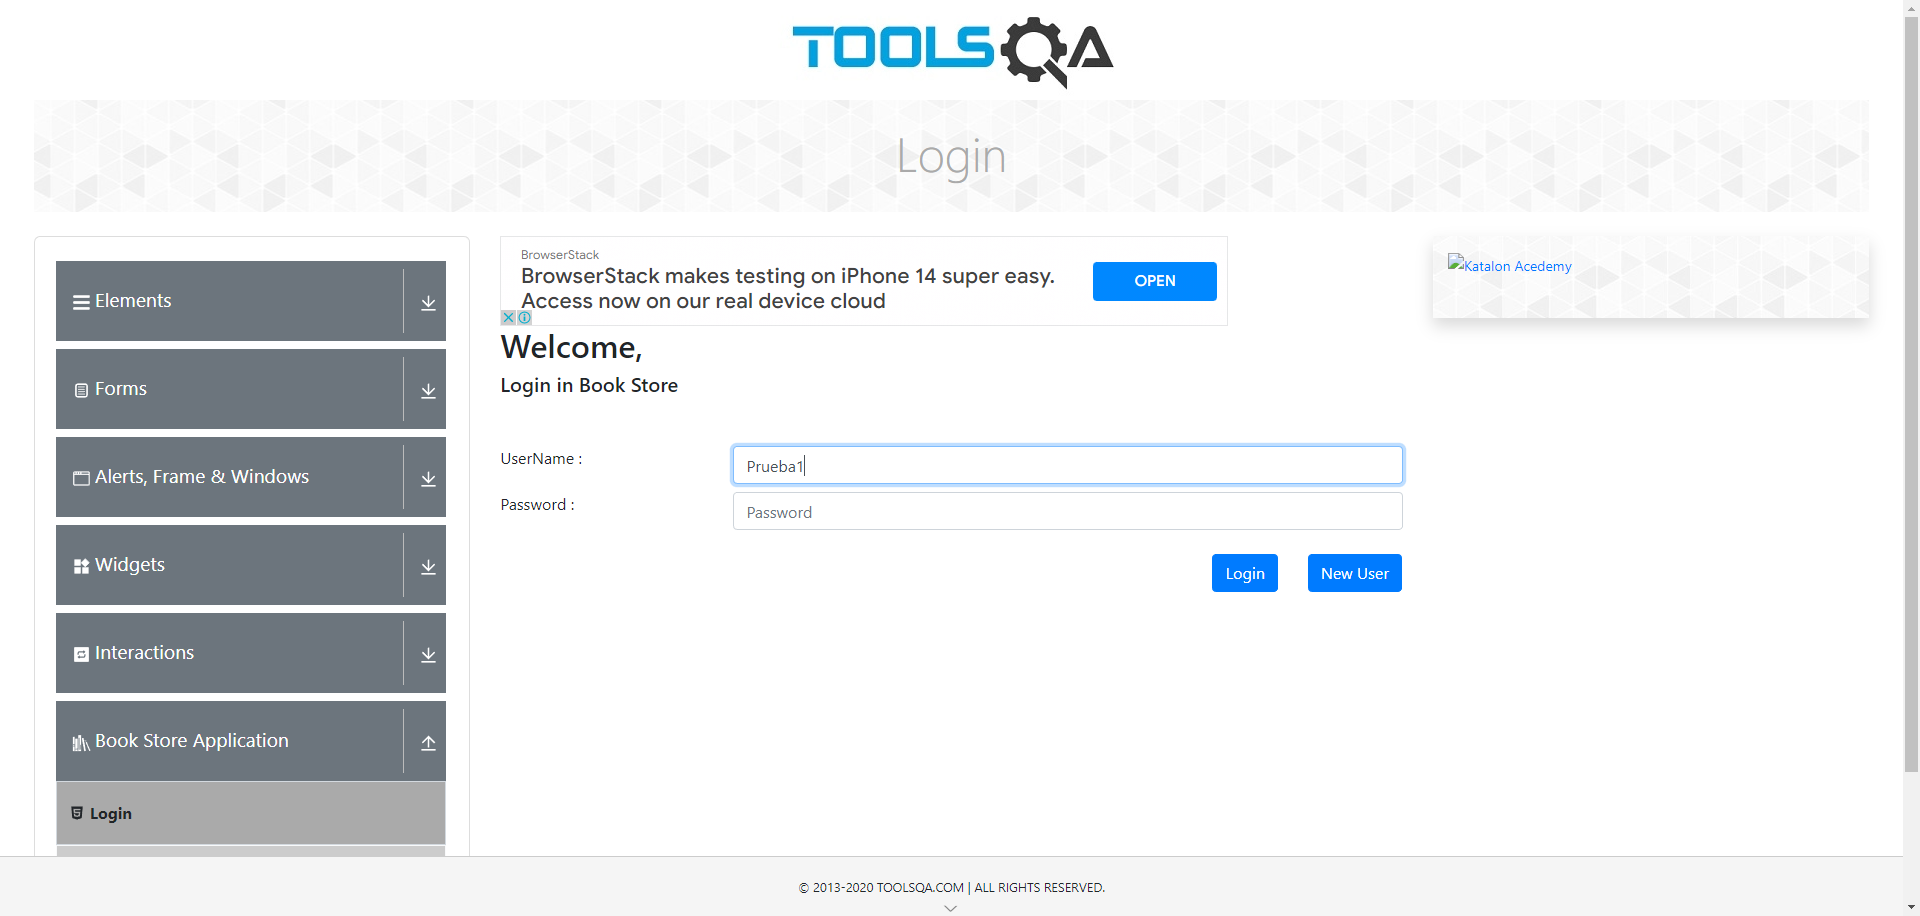 TOOLSQA
Login
Elements
Forms
Alerts, Frame & Windows
Widgets
Interactions
Book Store Application
Login
BrowserStack
BrowserStack makes testing on iPhone 14 super easy.
Access now on our real device cloud
OPEN
Welcome,
Login in Book Store
UserName :
Prueba1
Password :
Password
Login
New User
Katalon Acedemy
© 2013-2020 TOOLSQA.COM | ALL RIGHTS RESERVED.